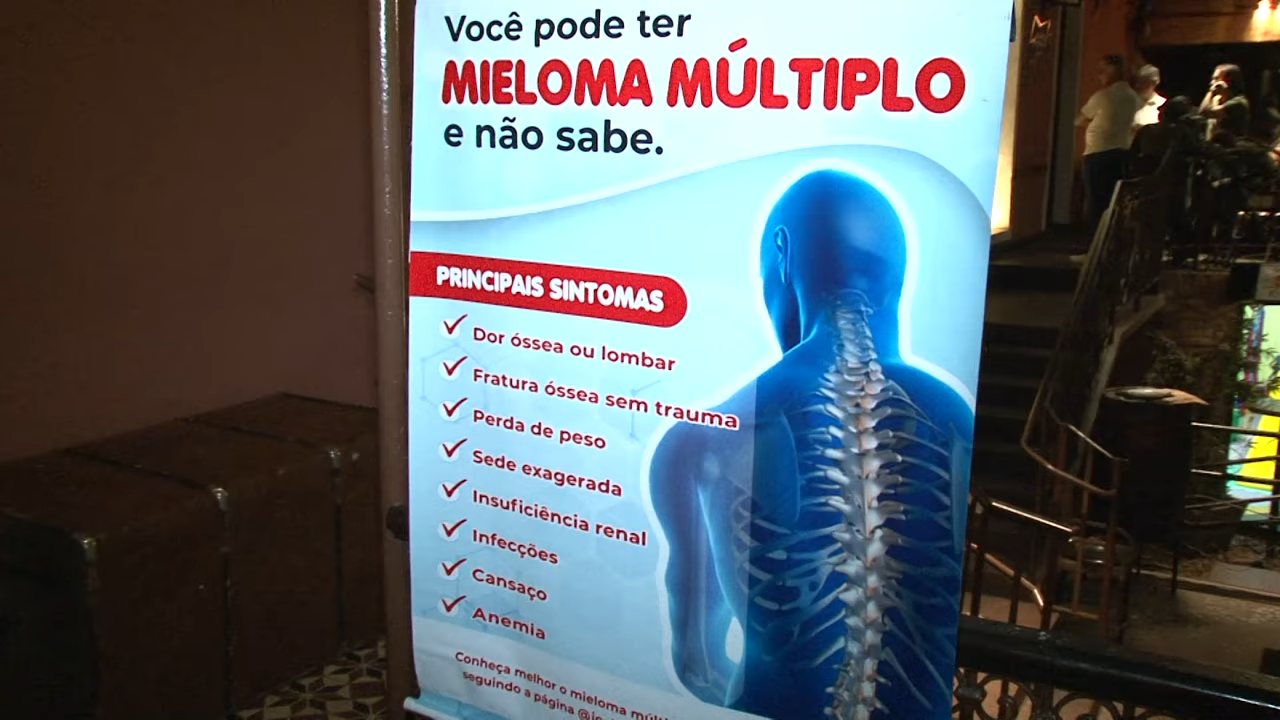 Você pode ter
MIELOMA MÚLTIPLO
e não sabe.
PRINCIPAIS SINTOMAS
Dor óssea ou lombar
Fratura óssea sem trauma
Perda de peso
Sede exagerada
Insuficiência renal
Infecções
Cansaço
Anemia
Conheça melhor o mieloma
seguindo a página